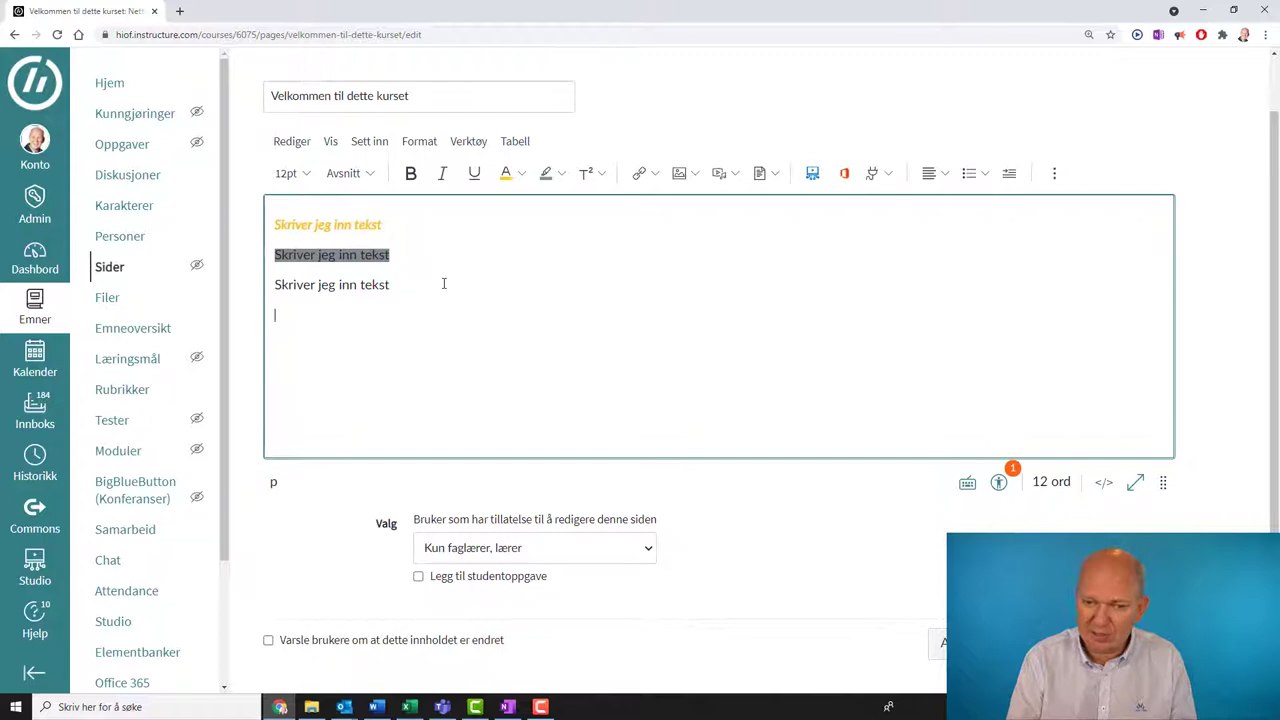 Velkommen til dette kurset: Nett
hiof.instructure.com/courses/6075/pages/velkommen-til-dette-kurset/edit
Konto
Admin
Dashbord
Emner
Kalender
184
Innboks
Historikk
Commons
Studio
10
Hjelp
Hjem
Kunngjøringer
Oppgaver
Diskusjoner
Karakterer
Personer
Sider
Filer
Emneoversikt
Læringsmål
Rubrikker
Tester
Moduler
BigBlueButton
(Konferanser)
Samarbeid
Chat
Attendance
Studio
Elementbanker
Office 365
Velkommen til dette kurset
Rediger Vis Sett inn Format Verktøy Tabell
12pt Avsnitt B I U A T²
Skriver jeg inn tekst
Skriver jeg inn tekst
Skriver jeg inn tekst
p
1
12 ord </>
Valg Bruker som har tillatelse til å redigere denne siden
Kun faglærer, lærer
Legg til studentoppgave
Varsle brukere om at dette innholdet er endret
Skriv her for å søke